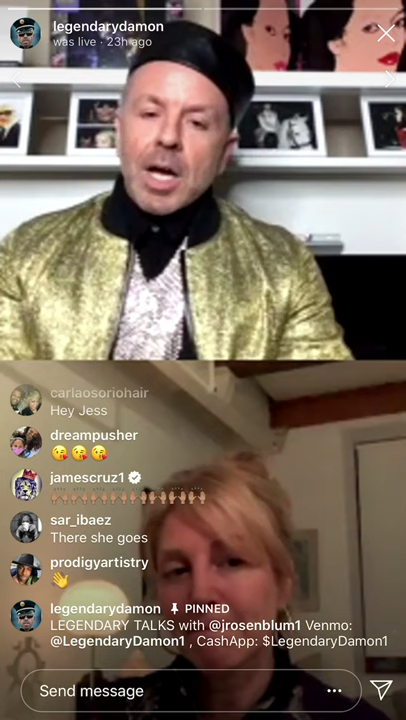 legendarydamon
was live · 23h ago
carlaosoriohair
Hey Jess
dreampusher
😘😘😘
jamescruz1
🙌🏽🙌🏽🙌🏽🙌🏽🙌🏽🙌🏽🙌🏽🙌🏽🙌🏽🙌🏽
sar_ibaez
There she goes
prodigyartistry
👋
legendarydamon PINNED
LEGENDARY TALKS with @jrosenblum1 Venmo:
@LegendaryDamon1 , CashApp: $LegendaryDamon1
Send message